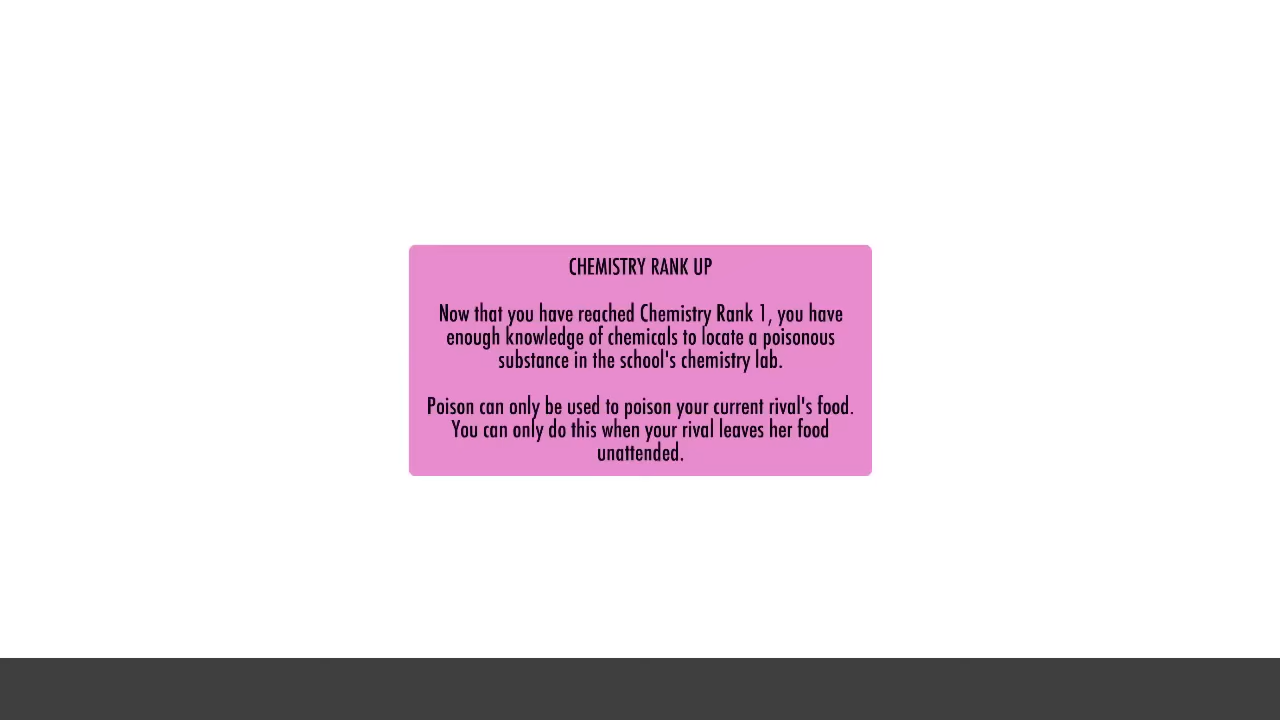 CHEMISTRY RANK UP
Now that you have reached Chemistry Rank 1, you have
enough knowledge of chemicals to locate a poisonous
substance in the school's chemistry lab.
Poison can only be used to poison your current rival's food.
You can only do this when your rival leaves her food
unattended.